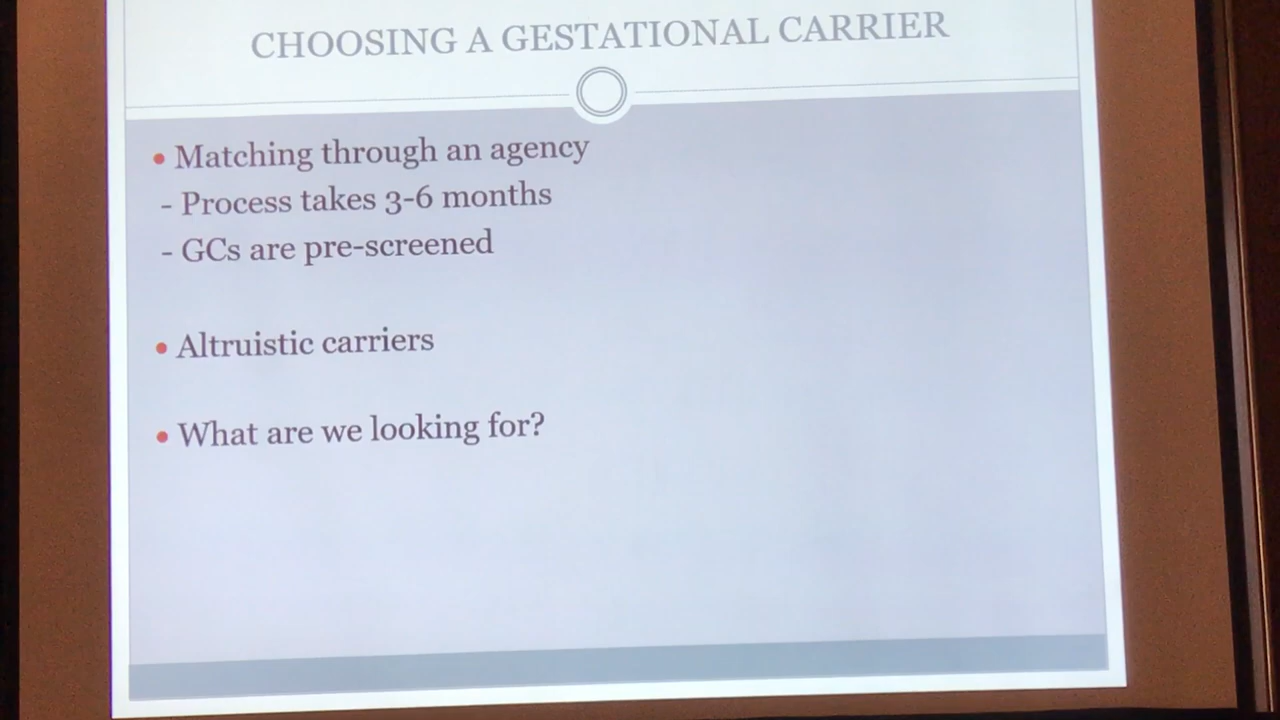 CHOOSING A GESTATIONAL CARRIER
• Matching through an agency
- Process takes 3-6 months
- GCs are pre-screened
• Altruistic carriers
• What are we looking for?